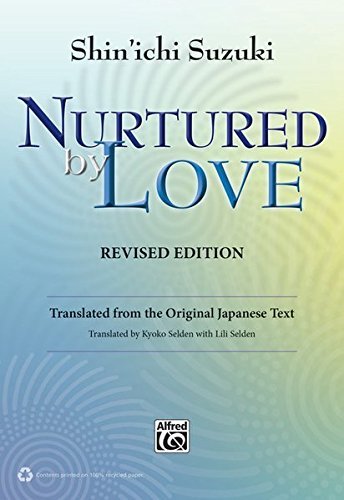 Shin'ichi Suzuki
NURTURED
by LOVE
REVISED EDITION
Translated from the Original Japanese Text
Translated by Kyoko Selden with Lili Selden
Alfred
Contents printed on 100% recycled paper.